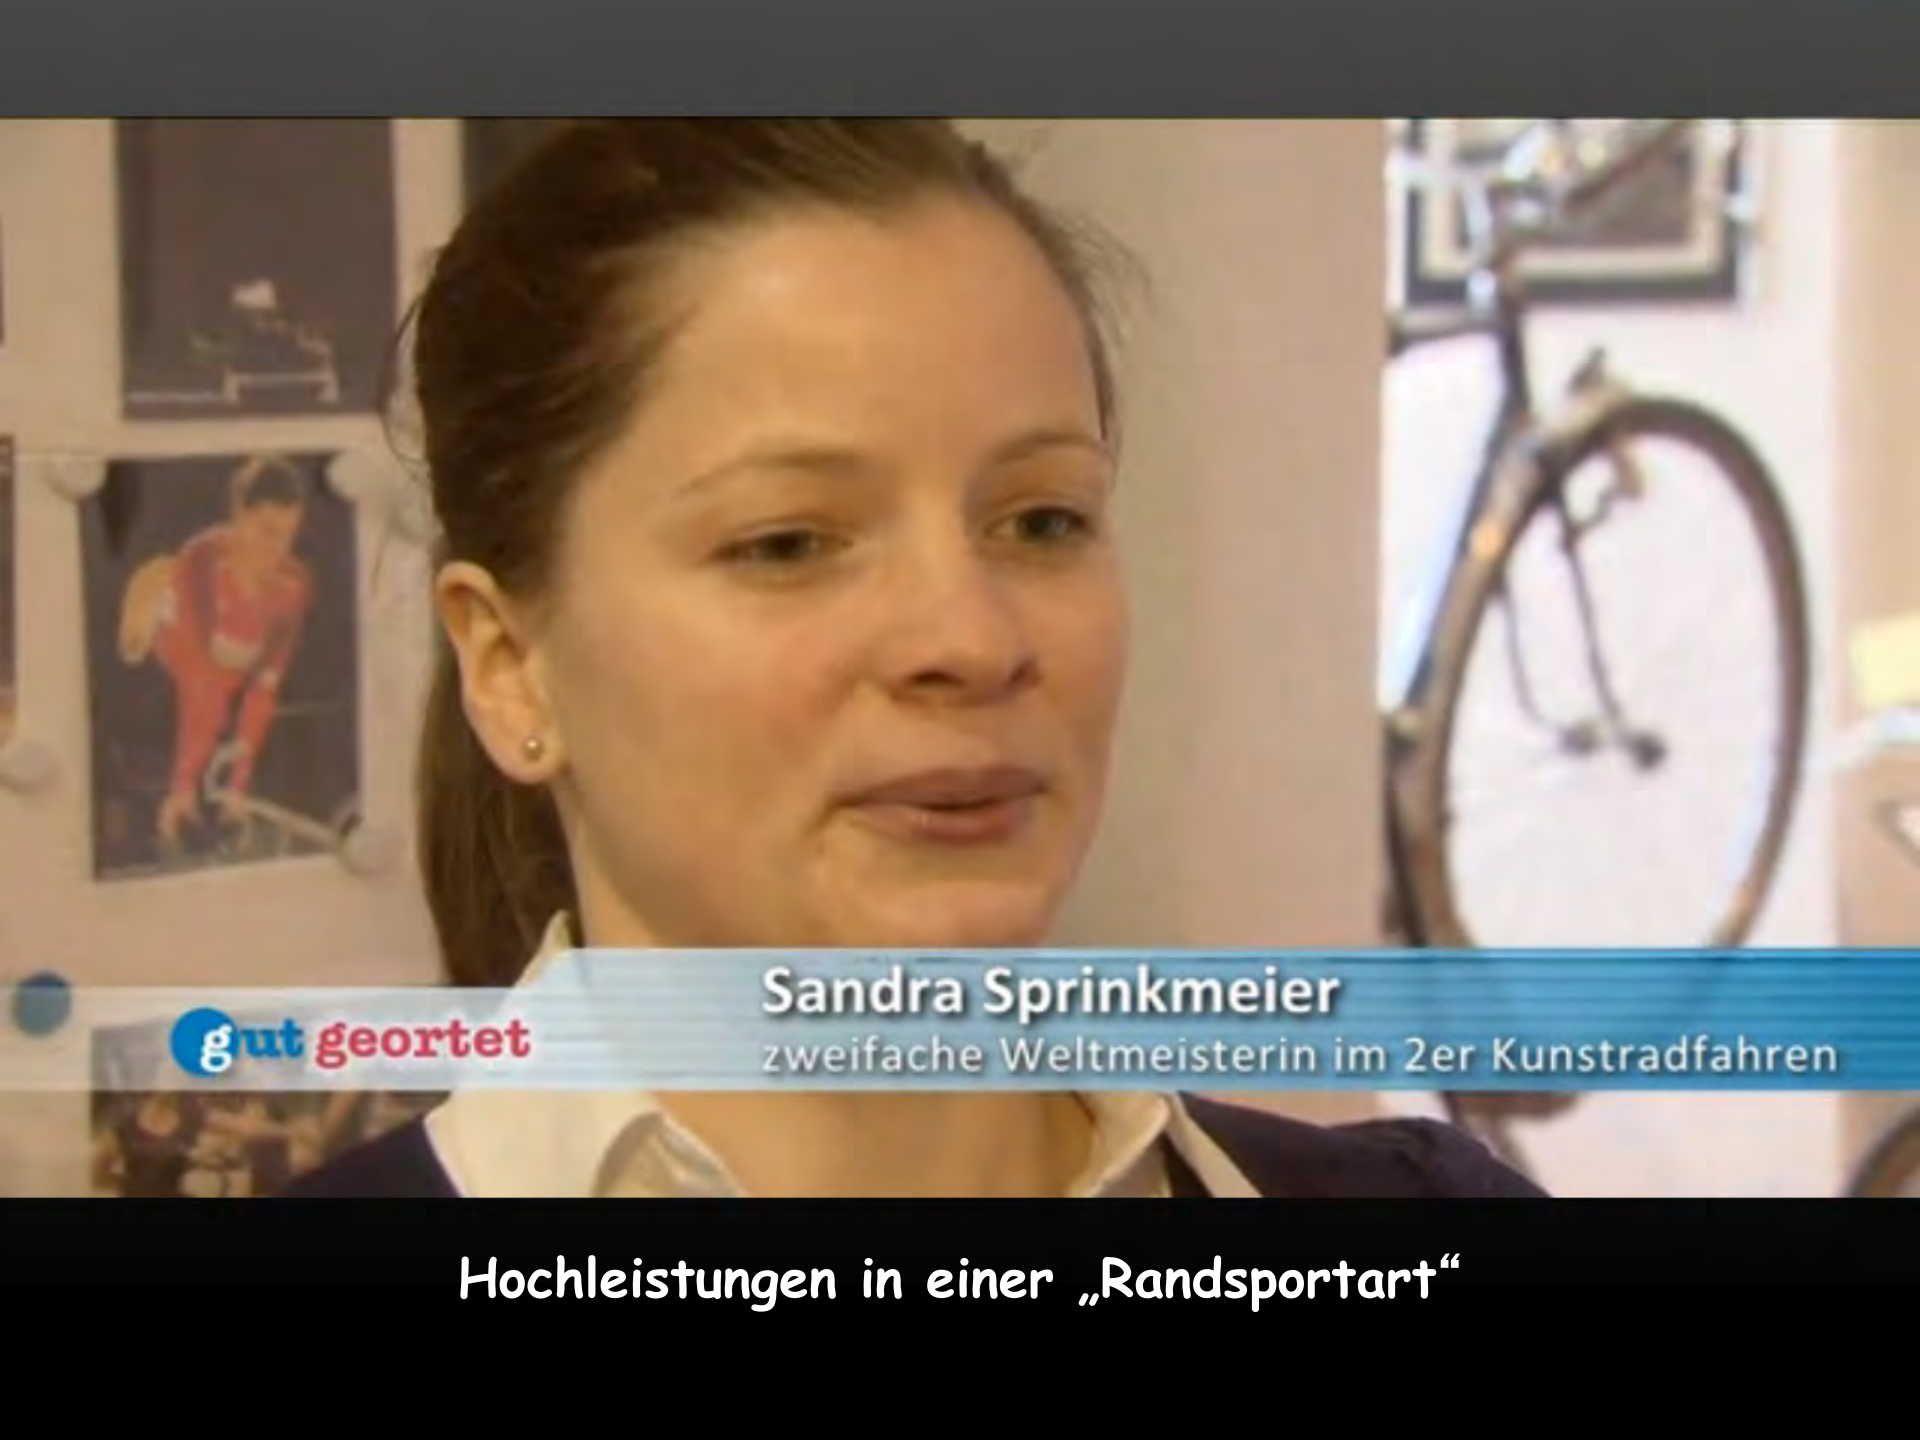 Sandra Sprinkmeier
gut geortet
zweifache Weltmeisterin im 2er Kunstradfahren
Hochleistungen in einer „Randsportart“